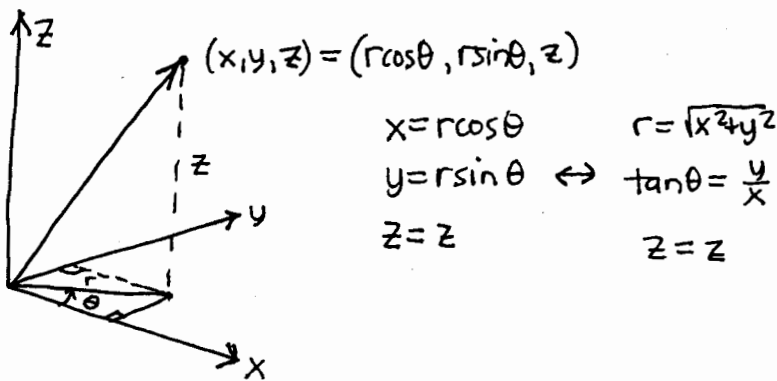 z
(x,y,z) = (rcosθ, rsinθ, z)
x = rcosθ
r = √x²+y²
z
y = rsinθ ↔ tanθ = y/x
y
z = z
z = z
r
θ
x